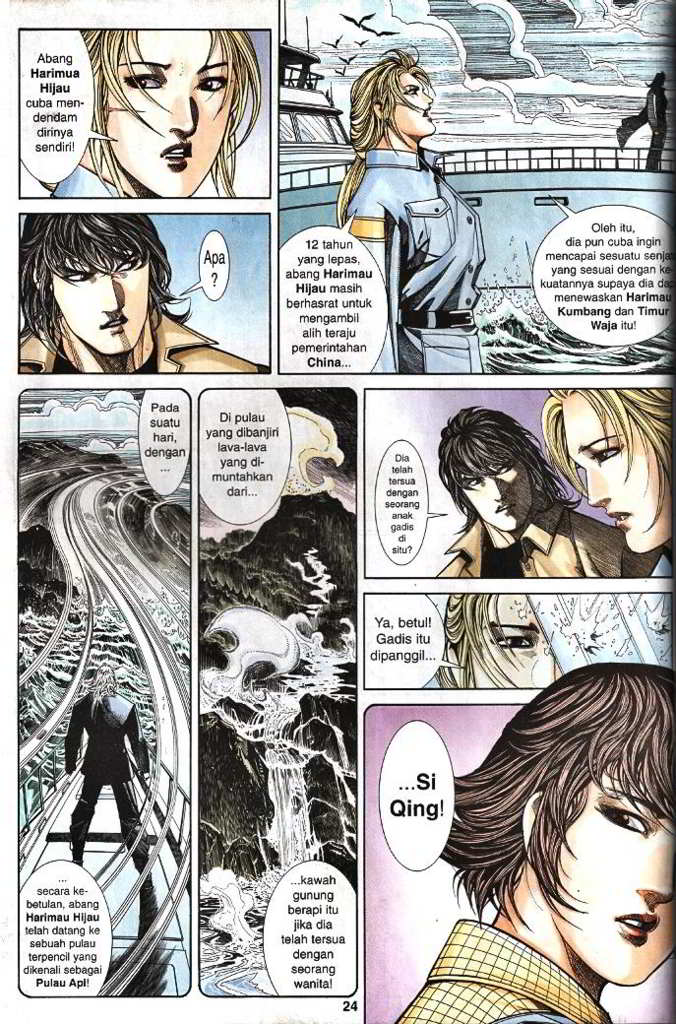 Abang
Harimua
Hijau
cuba men-
dendam
dirinya
sendiri!
12 tahun
yang lepas,
abang Harimau
Hijau masih
berhasrat untuk
mengambil
alih teraju
pemerintahan
China...
Oleh itu,
dia pun cuba ingin
mencapai sesuatu senja
yang sesuai dengan ke-
kuatannya supaya dia da
menewaskan Harimau
Kumbang dan Timur
Waja itu!
Apa
?
Pada
suatu
hari,
dengan
...
...
secara ke-
betulan, abang
Harimau Hijau
telah datang ke
sebuah pulau
terpencil yang
dikenali sebagai
Pulau Api!
Di pulau
yang dibanjiri
lava-lava
yang di-
muntahkan
dari...
...kawah
gunung
berapi itu
jika dia
telah tersua
dengan
seorang
wanita!
Dia
telah
tersua
dengan
seorang
anak
gadis
di
situ?
Ya, betul!
Gadis itu
dipanggil...
...Si
Qing!
24